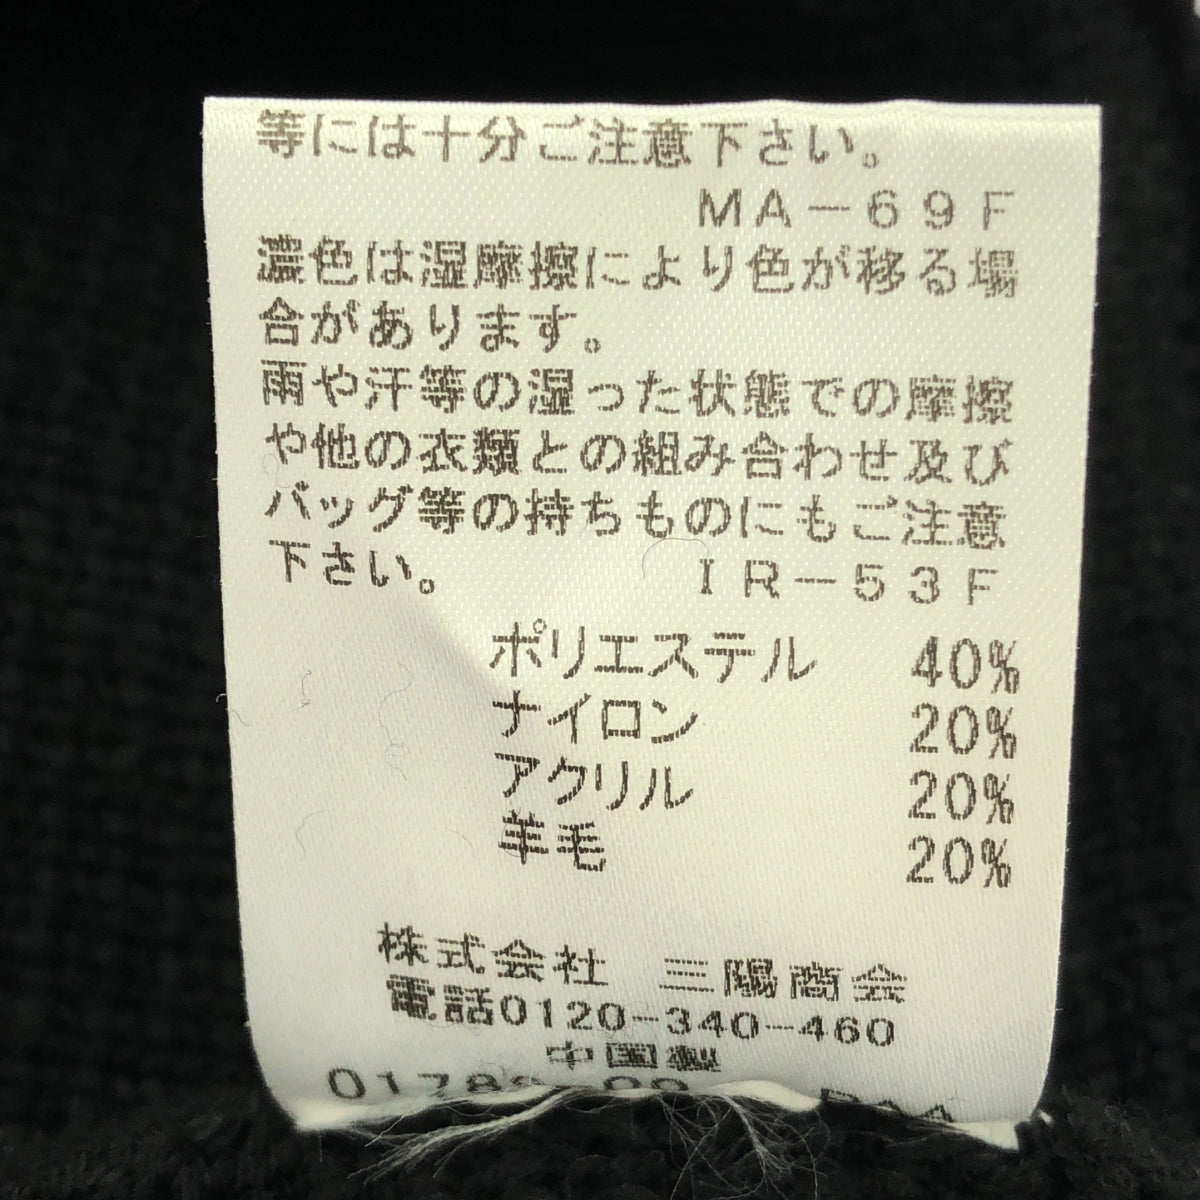 等には十分ご注意下さい。
MA-69F
濃色は湿摩擦により色が移る場
合があります。
雨や汗等の湿った状態での摩擦
や他の衣類との組み合わせ及び
バッグ等の持ちものにもご注意
下さい。 IR-53F
ポリエステル 40%
ナイロン 20%
アクリル 20%
羊毛 20%
株式会社 三陽商会
電話0120-340-460
中国製